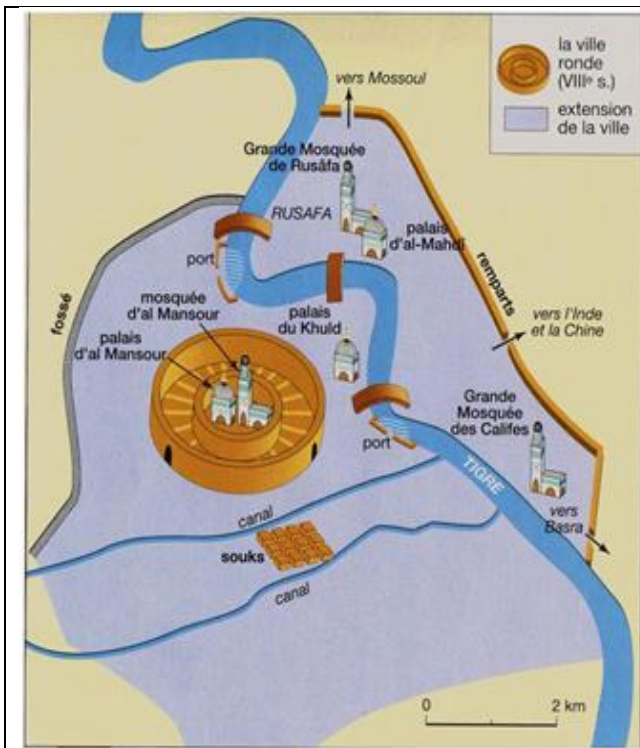 la ville
ronde
(VIIIe s.)
extension
de la ville
vers Mossoul
Grande Mosquée
de Rusâfa
RUSAFA
palais
d'al-Mahdî
port
remparts
fossé
mosquée
d'al Mansour
palais
d'al Mansour
palais
du Khuld
vers l'Inde
et la Chine
Grande
Mosquée
des Califes
port
TIGRE
vers
Basra
canal
souks
canal
0 2 km